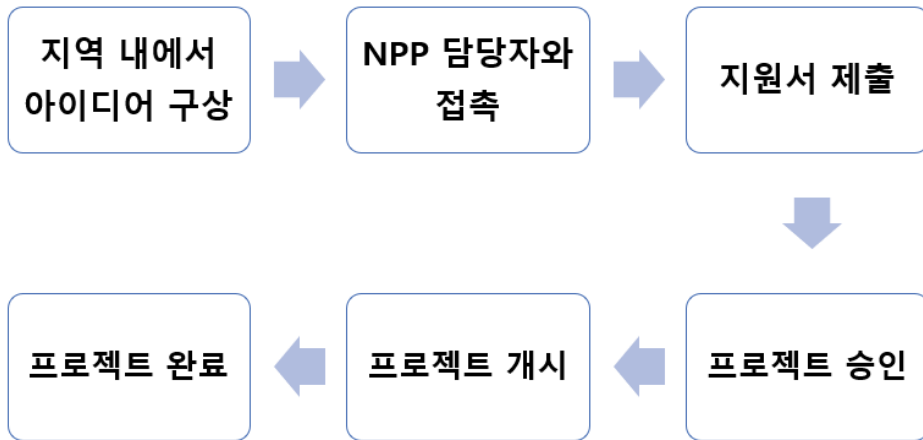 지역 내에서
아이디어 구상
NPP 담당자와
접촉
지원서 제출
프로젝트 승인
프로젝트 개시
프로젝트 완료